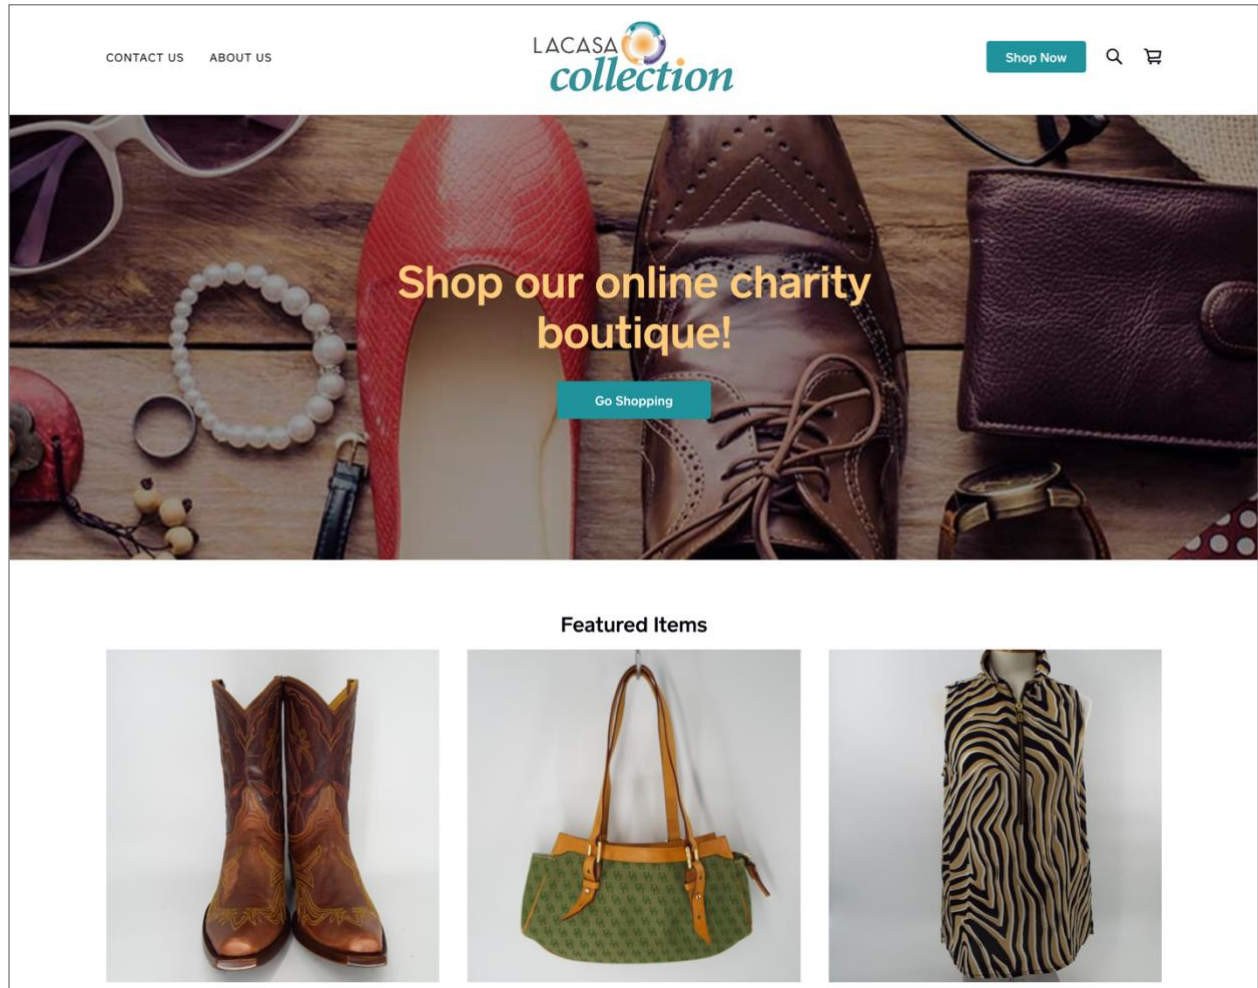 CONTACT US
ABOUT US
LACASA
collection
Shop Now
Shop our online charity
boutique!
Go Shopping
Featured Items